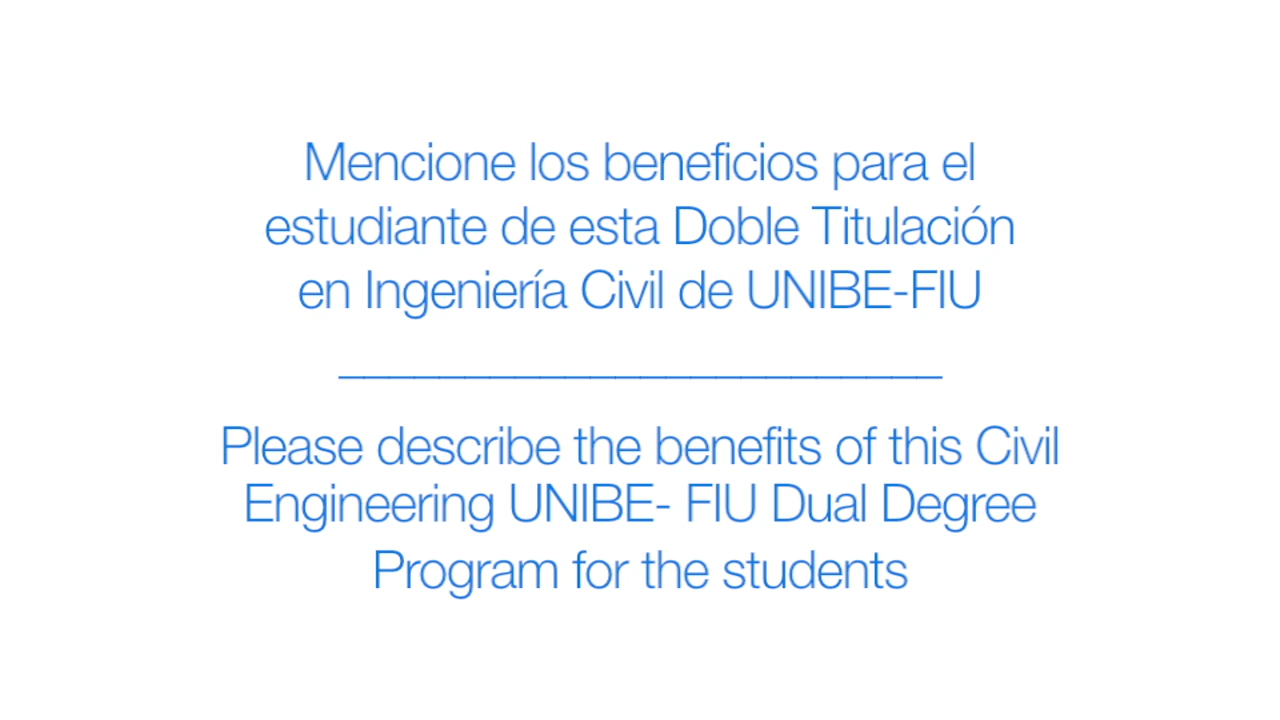 Mencione los beneficios para el
estudiante de esta Doble Titulación
en Ingeniería Civil de UNIBE-FIU
________________________
Please describe the benefits of this Civil
Engineering UNIBE- FIU Dual Degree
Program for the students